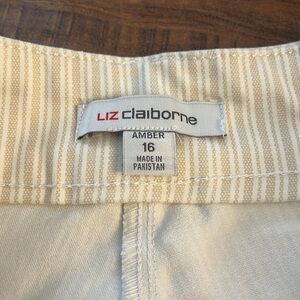 LIZ claiborne
AMBER
16
MADE IN
PAKISTAN